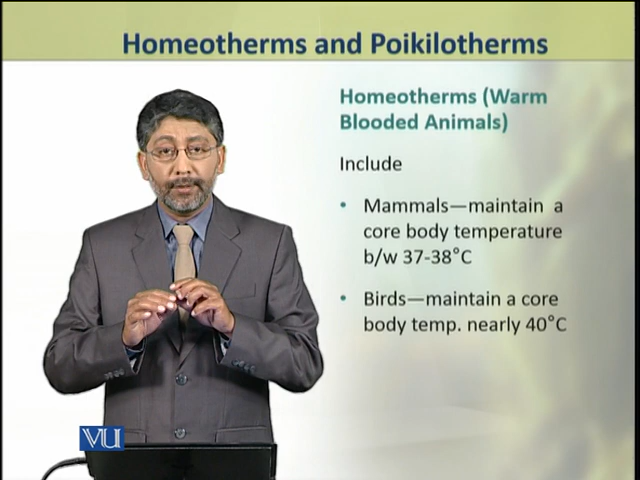 Homeotherms and Poikilotherms
Homeotherms (Warm
Blooded Animals)
Include
• Mammals—maintain a
core body temperature
b/w 37-38°C
• Birds—maintain a core
body temp. nearly 40°C
VU